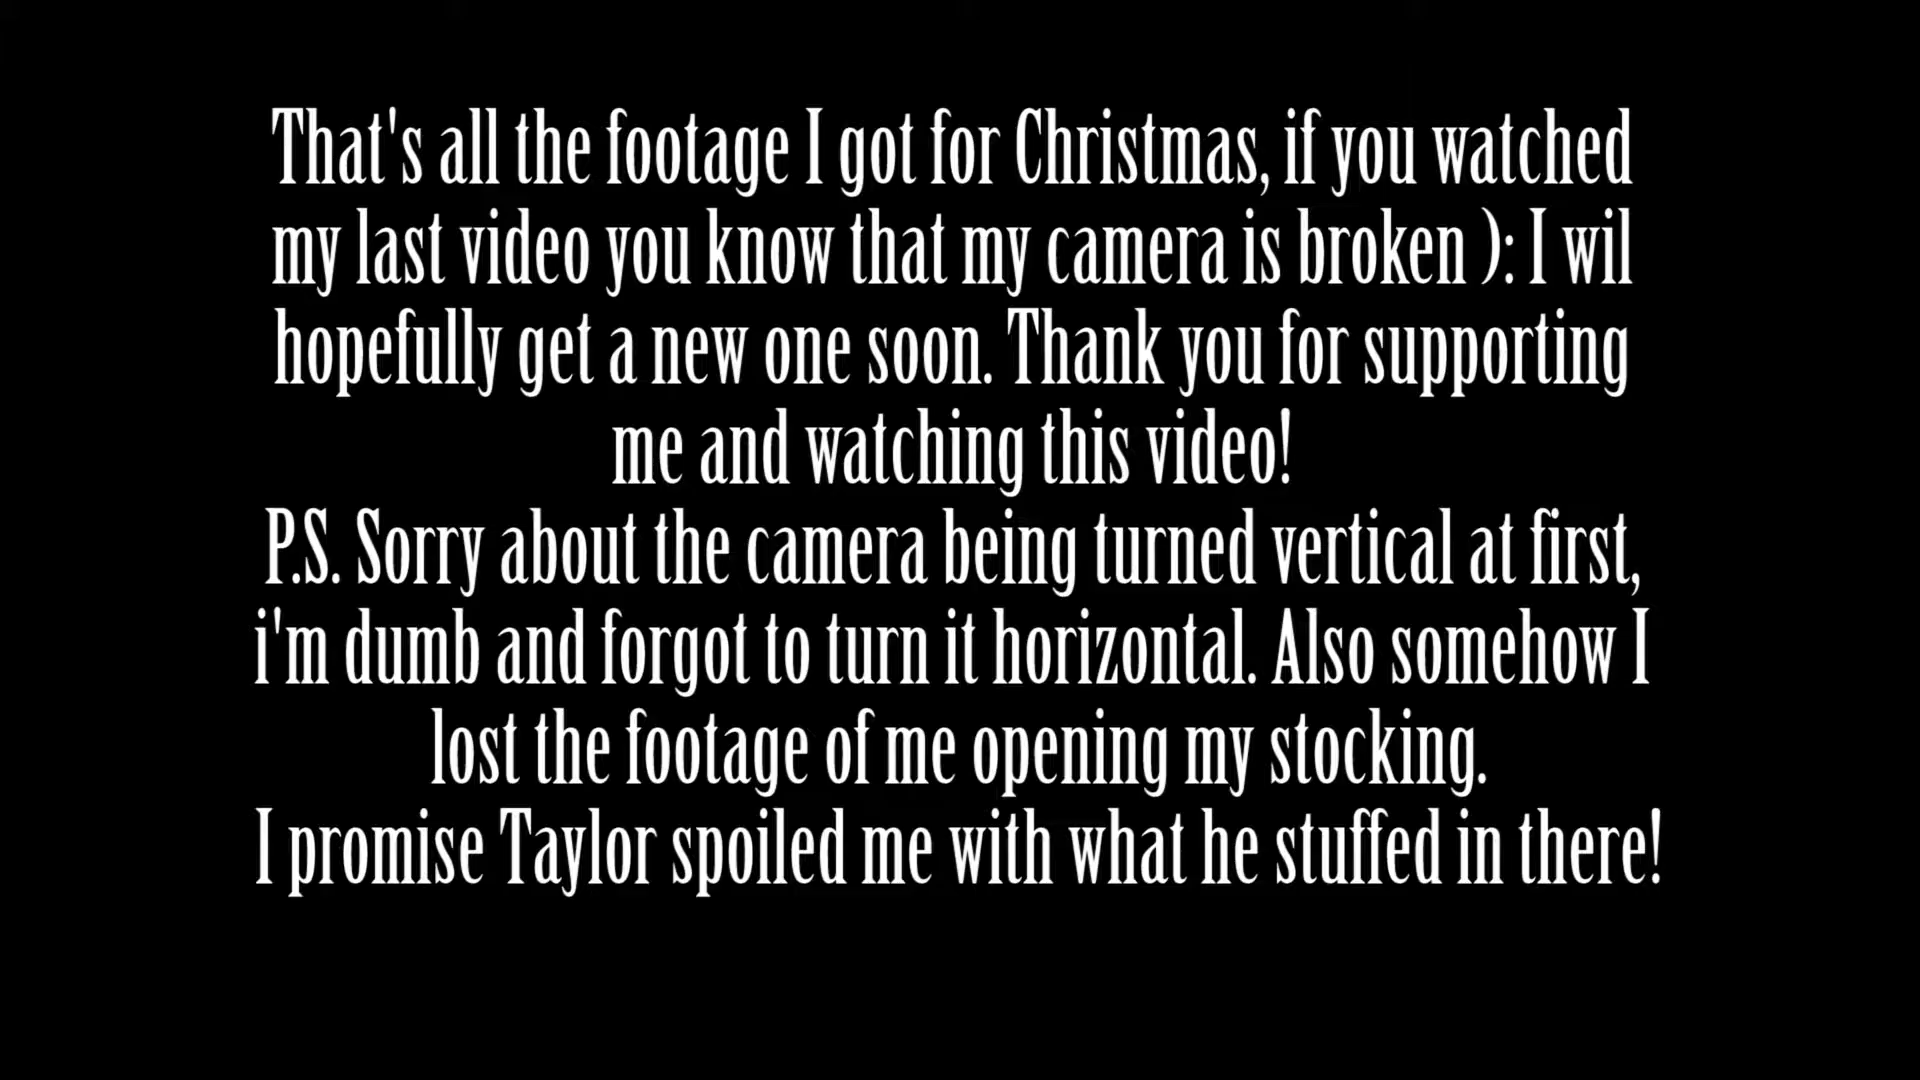 That's all the footage I got for Christmas, if you watched
my last video you know that my camera is broken ): I wil
hopefully get a new one soon. Thank you for supporting
me and watching this video!
P.S. Sorry about the camera being turned vertical at first,
i'm dumb and forgot to turn it horizontal. Also somehow I
lost the footage of me opening my stocking.
I promise Taylor spoiled me with what he stuffed in there!